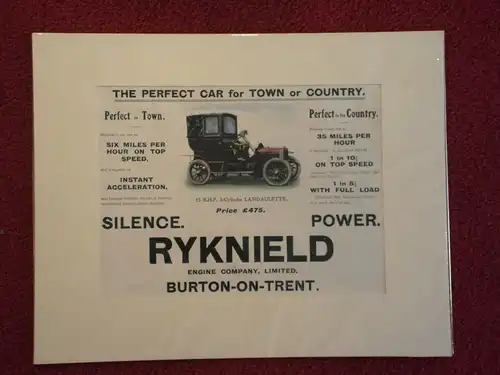 THE PERFECT CAR for TOWN or COUNTRY.
Perfect in Town.
SIX MILES PER
HOUR ON TOP
SPEED,
INSTANT
ACCELERATION.
Perfect in the Country.
35 MILES PER
HOUR
1 in 10;
ON TOP SPEED
1 in 5;
WITH FULL LOAD
15 B.H.P. LANDAULETTE.
Price £475.
SILENCE.
POWER.
RYKNIELD
ENGINE COMPANY, LIMITED,
BURTON-ON-TRENT.